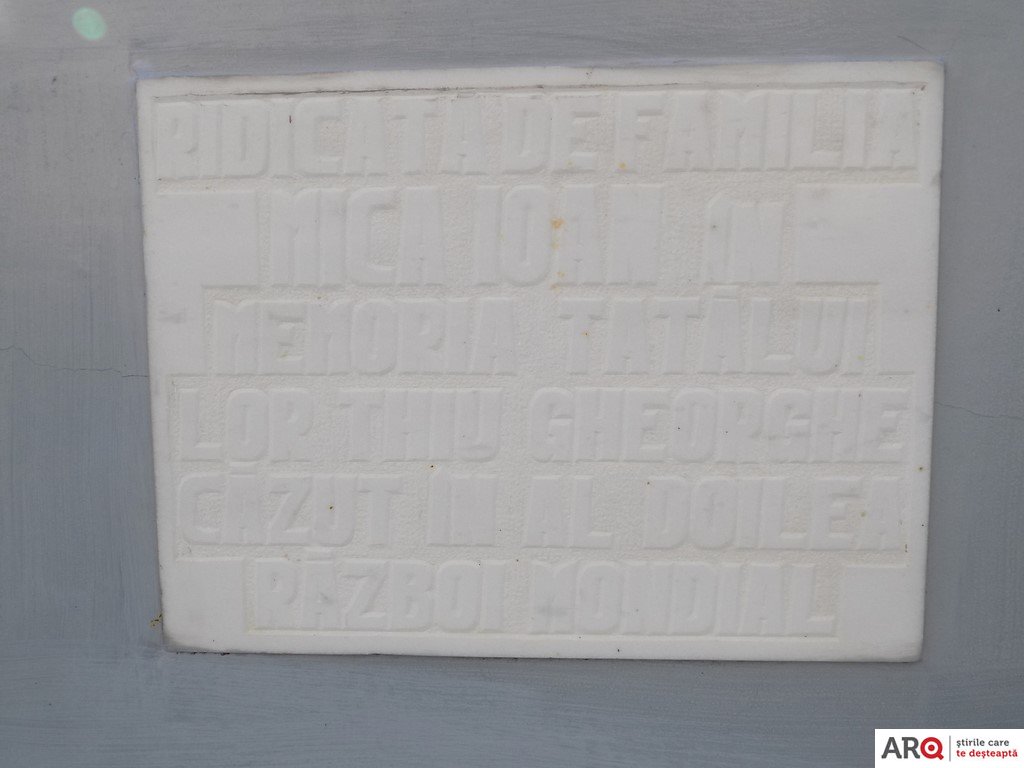 RIDICATĂ DE FAMILIA
MICA IOAN ÎN
MEMORIA TATĂLUI
LOR THIU GHEORGHE
CĂZUT ÎN AL DOILEA
RĂZBOI MONDIAL
ARQ
știrile care
te deșteaptă